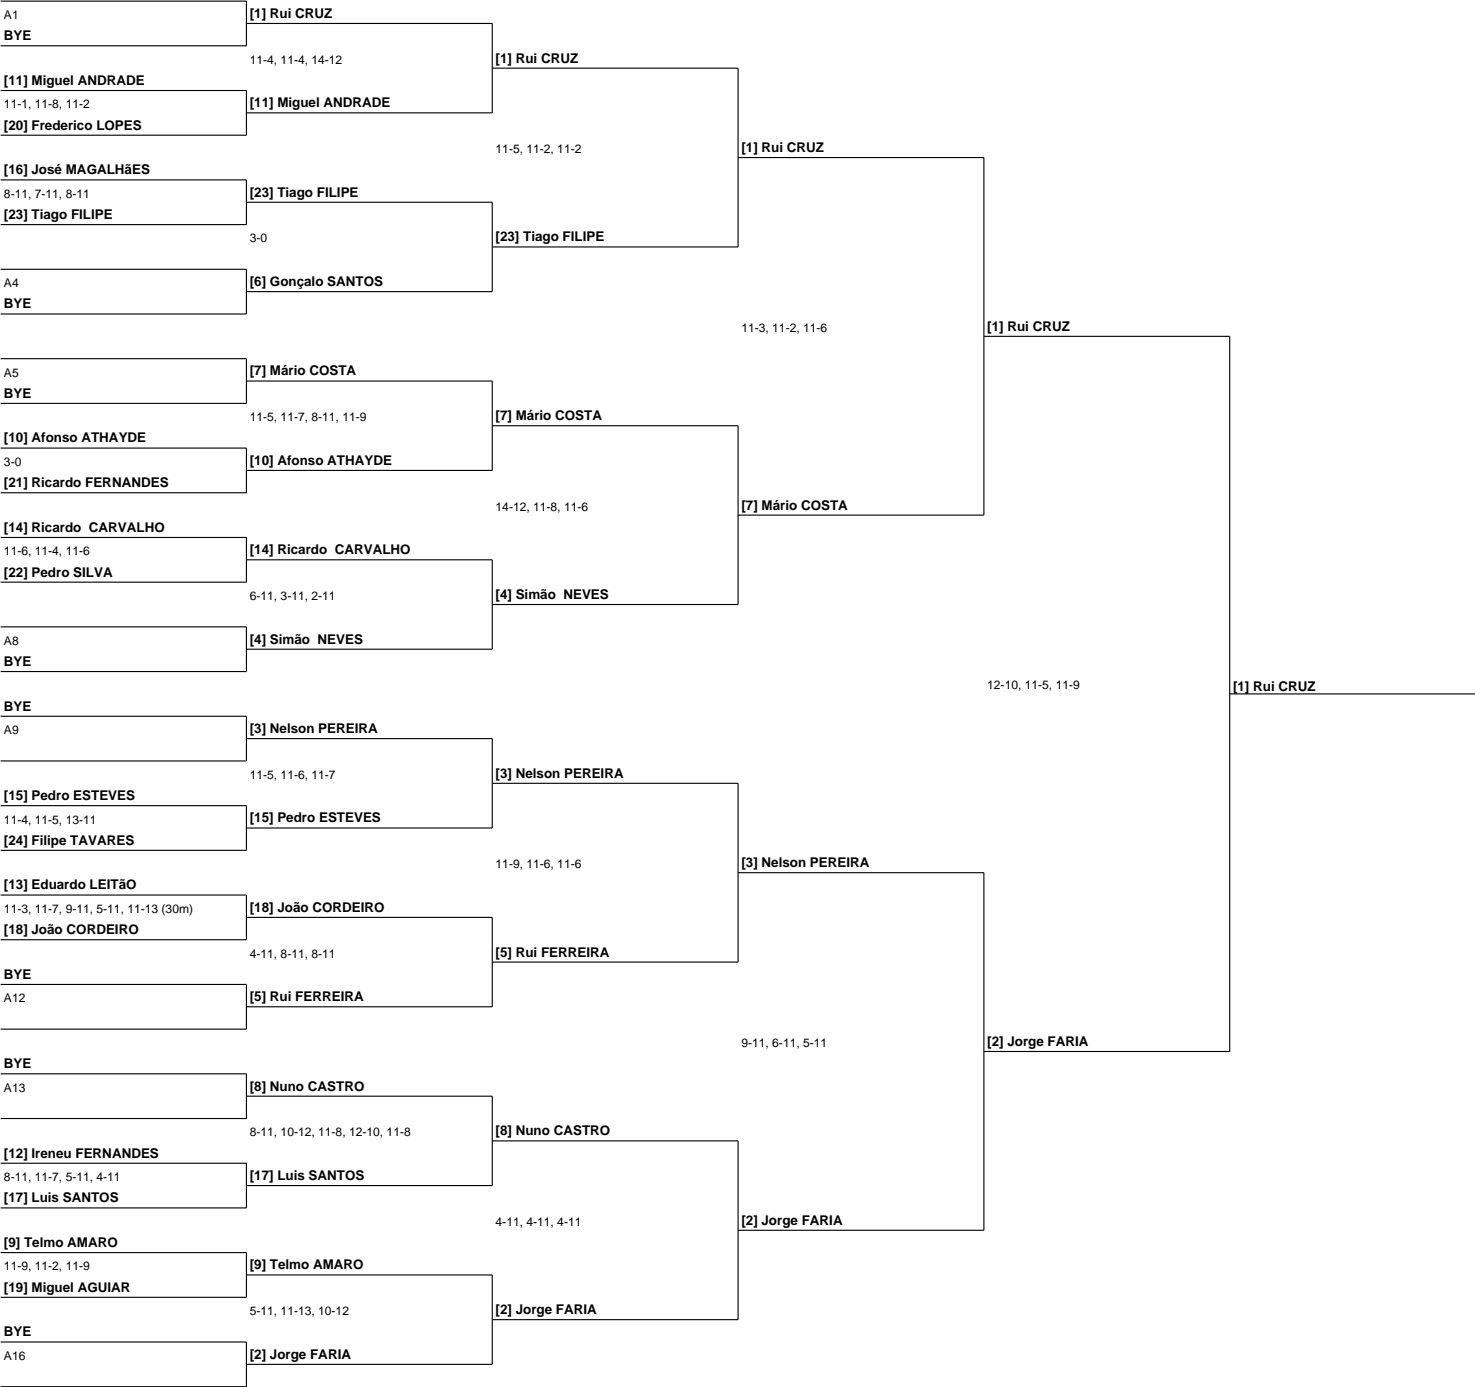 A1
BYE
[11] Miguel ANDRADE
11-1, 11-8, 11-2
[20] Frederico LOPES
[16] José MAGALHãES
8-11, 7-11, 8-11
[23] Tiago FILIPE
A4
BYE
A5
BYE
[10] Afonso ATHAYDE
3-0
[21] Ricardo FERNANDES
[14] Ricardo  CARVALHO
11-6, 11-4, 11-6
[22] Pedro SILVA
A8
BYE
BYE
A9
[15] Pedro ESTEVES
11-4, 11-5, 13-11
[24] Filipe TAVARES
[13] Eduardo LEITãO
11-3, 11-7, 9-11, 5-11, 11-13 (30m)
[18] João CORDEIRO
BYE
A12
BYE
A13
[12] Ireneu FERNANDES
8-11, 11-7, 5-11, 4-11
[17] Luis SANTOS
[9] Telmo AMARO
11-9, 11-2, 11-9
[19] Miguel AGUIAR
BYE
A16
[1] Rui CRUZ
11-4, 11-4, 14-12
[11] Miguel ANDRADE
[23] Tiago FILIPE
3-0
[6] Gonçalo SANTOS
[7] Mário COSTA
11-5, 11-7, 8-11, 11-9
[10] Afonso ATHAYDE
[14] Ricardo  CARVALHO
6-11, 3-11, 2-11
[4] Simão  NEVES
[3] Nelson PEREIRA
11-5, 11-6, 11-7
[15] Pedro ESTEVES
[18] João CORDEIRO
4-11, 8-11, 8-11
[5] Rui FERREIRA
[8] Nuno CASTRO
8-11, 10-12, 11-8, 12-10, 11-8
[17] Luis SANTOS
[9] Telmo AMARO
5-11, 11-13, 10-12
[2] Jorge FARIA
[1] Rui CRUZ
11-5, 11-2, 11-2
[23] Tiago FILIPE
[7] Mário COSTA
14-12, 11-8, 11-6
[4] Simão  NEVES
[3] Nelson PEREIRA
11-9, 11-6, 11-6
[5] Rui FERREIRA
[8] Nuno CASTRO
4-11, 4-11, 4-11
[2] Jorge FARIA
[1] Rui CRUZ
11-3, 11-2, 11-6
[7] Mário COSTA
[3] Nelson PEREIRA
9-11, 6-11, 5-11
[2] Jorge FARIA
[1] Rui CRUZ
12-10, 11-5, 11-9
[2] Jorge FARIA
[1] Rui CRUZ